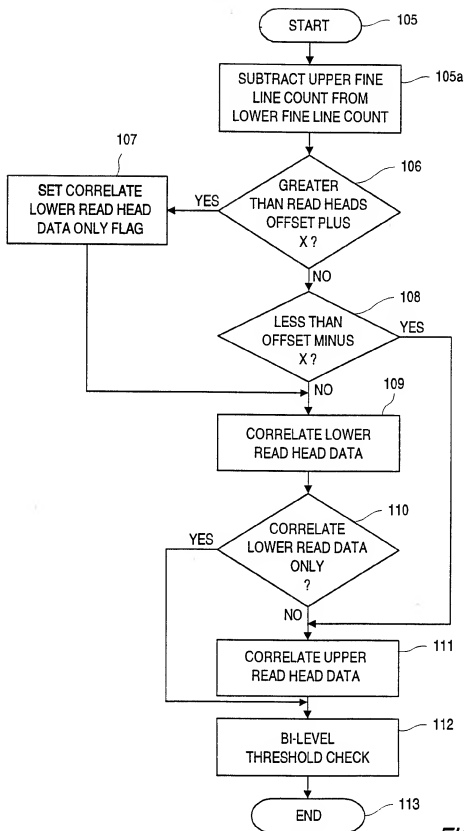 START
105
SUBTRACT UPPER FINE
LINE COUNT FROM
LOWER FINE LINE COUNT
105a
107
SET CORRELATE
LOWER READ HEAD
DATA ONLY FLAG
YES
GREATER
THAN READ HEADS
OFFSET PLUS
X ?
106
NO
LESS THAN
OFFSET MINUS
X ?
108
YES
NO
109
CORRELATE LOWER
READ HEAD DATA
110
YES
CORRELATE
LOWER READ DATA
ONLY
?
NO
CORRELATE UPPER
READ HEAD DATA
111
BI-LEVEL
THRESHOLD CHECK
112
END
113